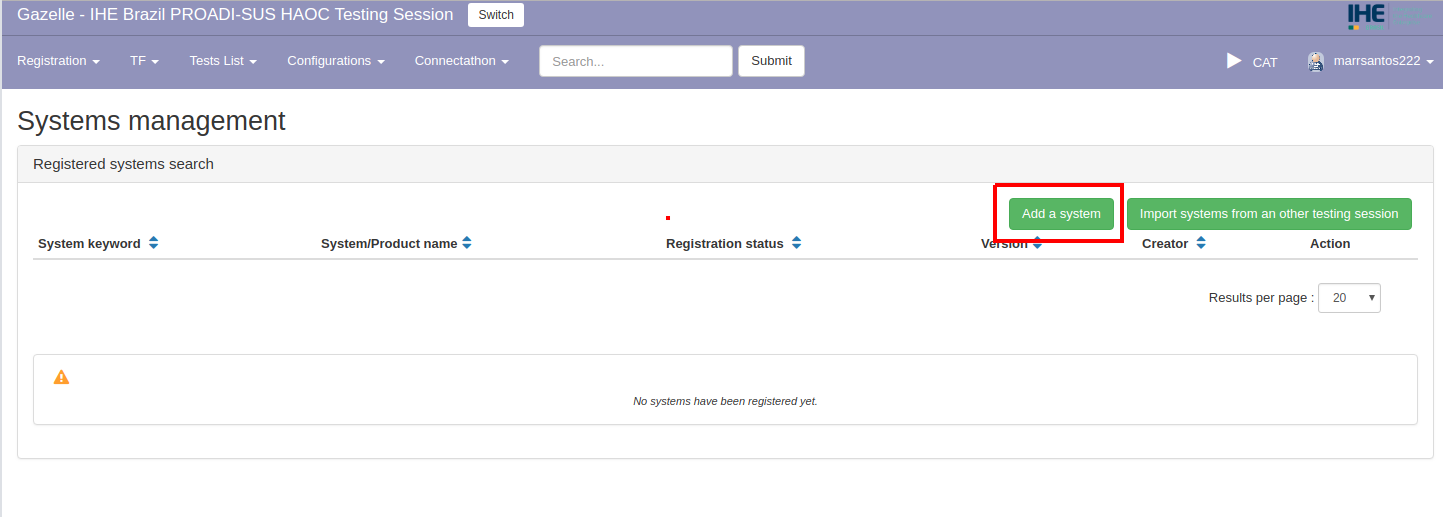 Gazelle - IHE Brazil PROADI-SUS HAOC Testing Session Switch IHE
Registration TF Tests List Configurations Connectathon Search... Submit CAT marrsantos222
Systems management
Registered systems search
Add a system Import systems from an other testing session
System keyword System/Product name Registration status Version Creator Action
Results per page : 20
No systems have been registered yet.